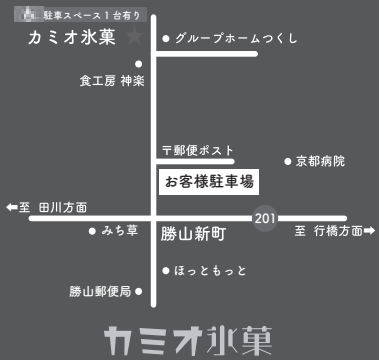 駐車スペース1台有り
カミオ氷菓
グループホームつくし
食工房 神楽
〒郵便ポスト
京都病院
お客様駐車場
⬅至 田川方面
201
みち草
勝山新町
至 行橋方面➡
ほっともっと
勝山郵便局
カミオ氷菓